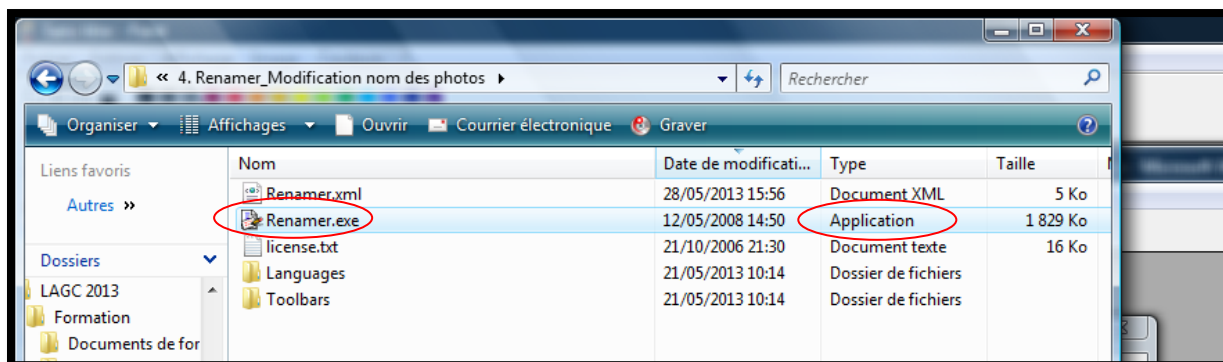 « 4. Renamer_Modification nom des photos
Rechercher
Organiser Affichages Ouvrir Courrier électronique Graver
Liens favoris
Autres »
Dossiers
LAGC 2013
Formation
Documents de for
Nom Date de modificati... Type Taille
Renamer.xml 28/05/2013 15:56 Document XML 5 Ko
Renamer.exe 12/05/2008 14:50 Application 1 829 Ko
license.txt 21/10/2006 21:30 Document texte 16 Ko
Languages 21/05/2013 10:14 Dossier de fichiers
Toolbars 21/05/2013 10:14 Dossier de fichiers